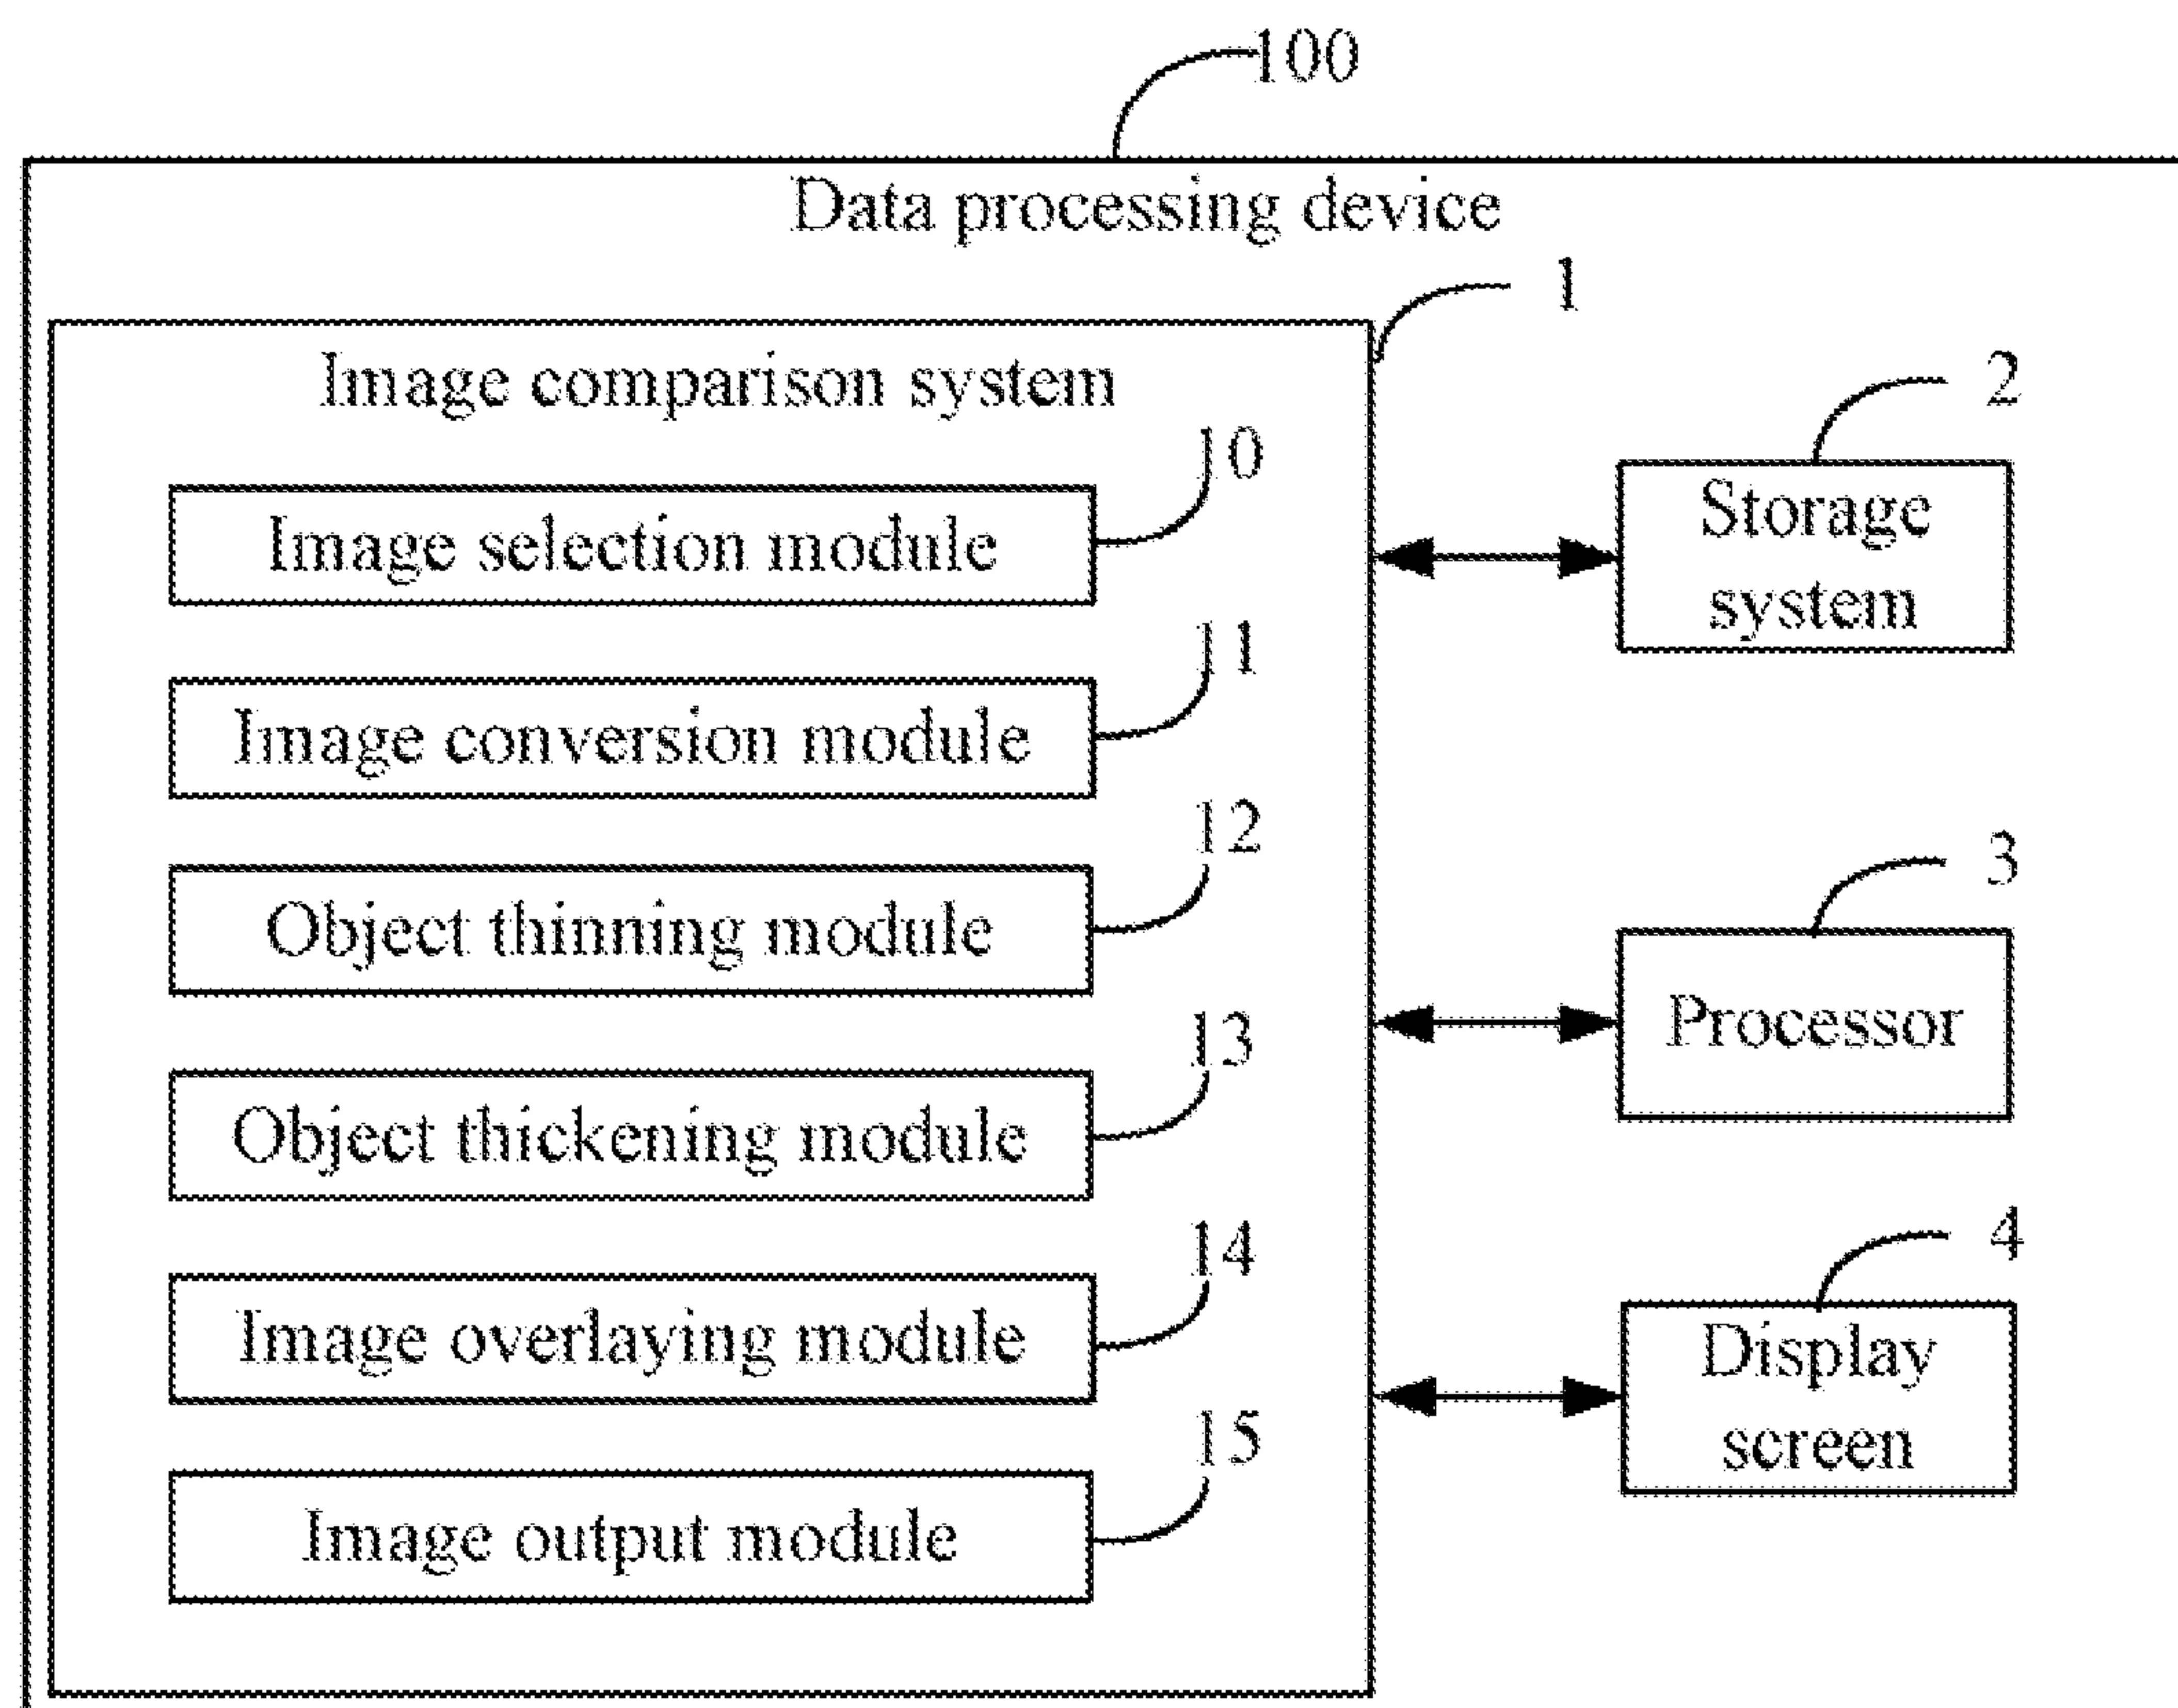 100
Data processing device
1
Image comparison system
2
10
Storage
system
Image selection module
11
Image conversion module
12
Object thinning module
3
Processor
13
Object thickening module
14
Image overlaying module
4
Display
screen
15
Image output module